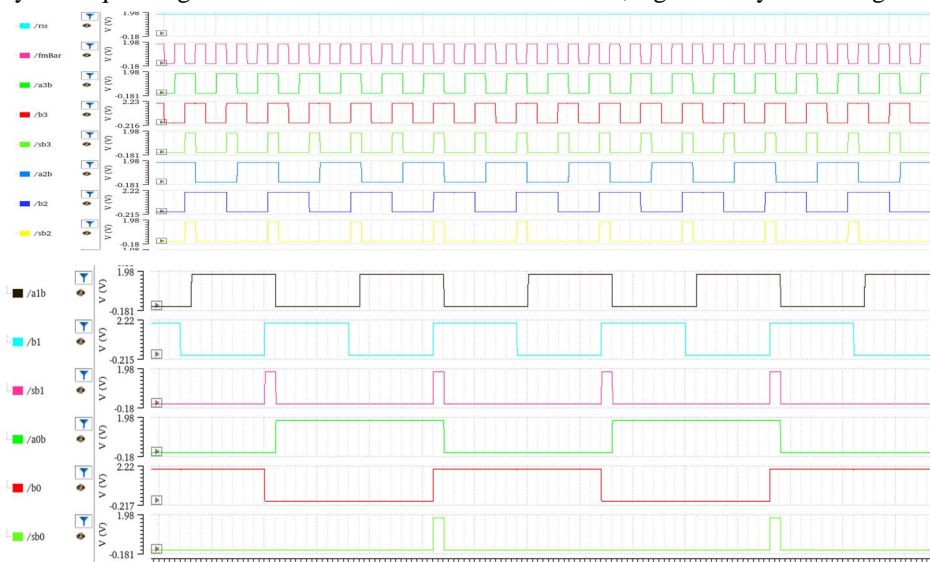 1.98
/rst V (V)
-0.18
1.98
/fmBar V (V)
-0.18
1.98
/a3b V (V)
-0.181
2.23
/b3 V (V)
-0.216
1.98
/sb3 V (V)
-0.181
1.98
/a2b V (V)
-0.181
2.22
/b2 V (V)
-0.215
1.98
/sb2 V (V)
-0.18
1.98
/a1b V (V)
-0.181
2.22
/b1 V (V)
-0.215
1.98
/sb1 V (V)
-0.18
1.98
/a0b V (V)
-0.18
2.22
/b0 V (V)
-0.217
1.98
/sb0 V (V)
-0.181